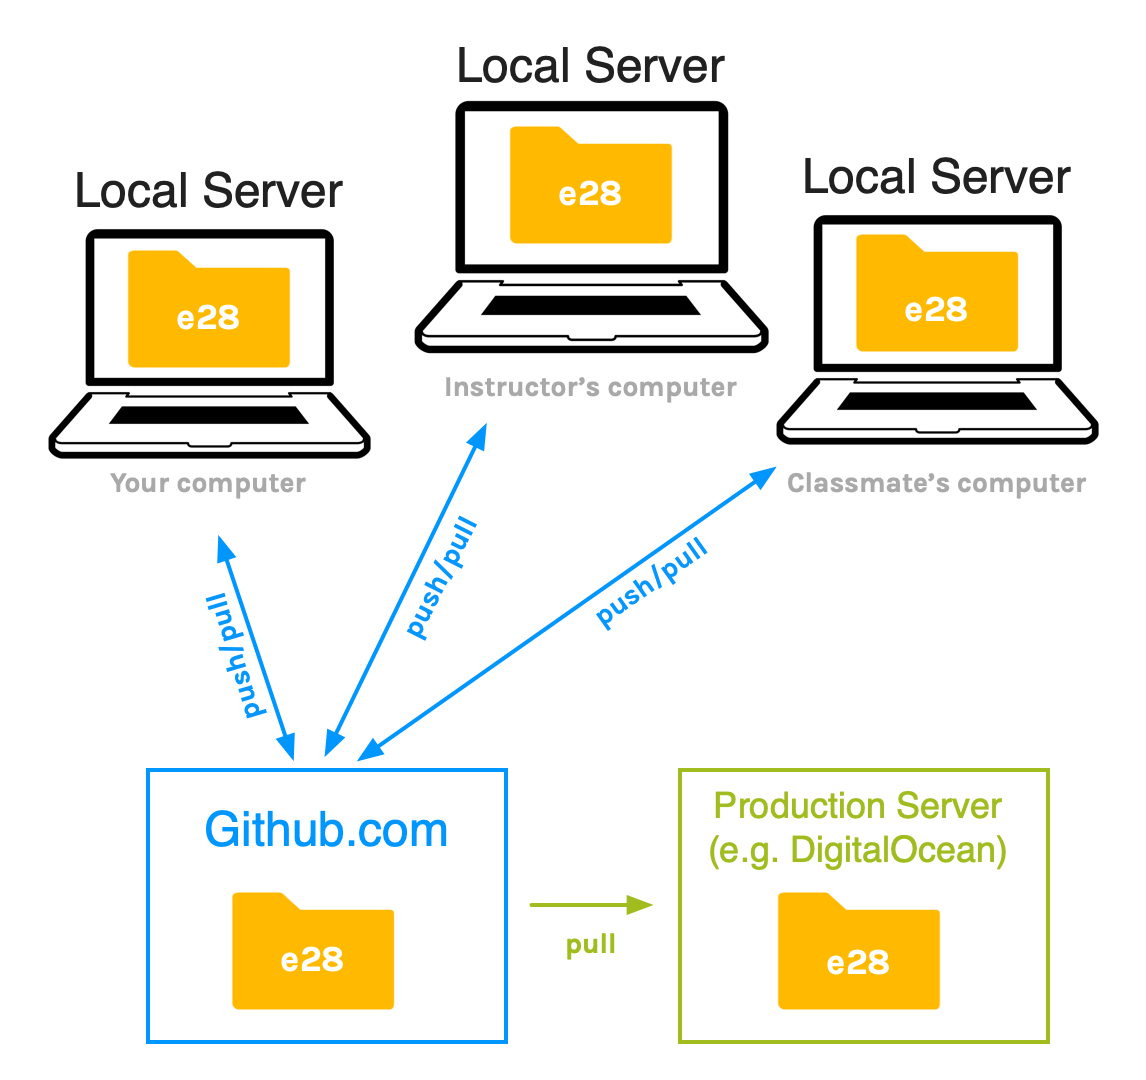 Local Server
e28
Instructor's computer
Local Server
e28
Your computer
Local Server
e28
Classmate's computer
push/pull
push/pull
push/pull
Github.com
e28
pull
Production Server
(e.g. DigitalOcean)
e28